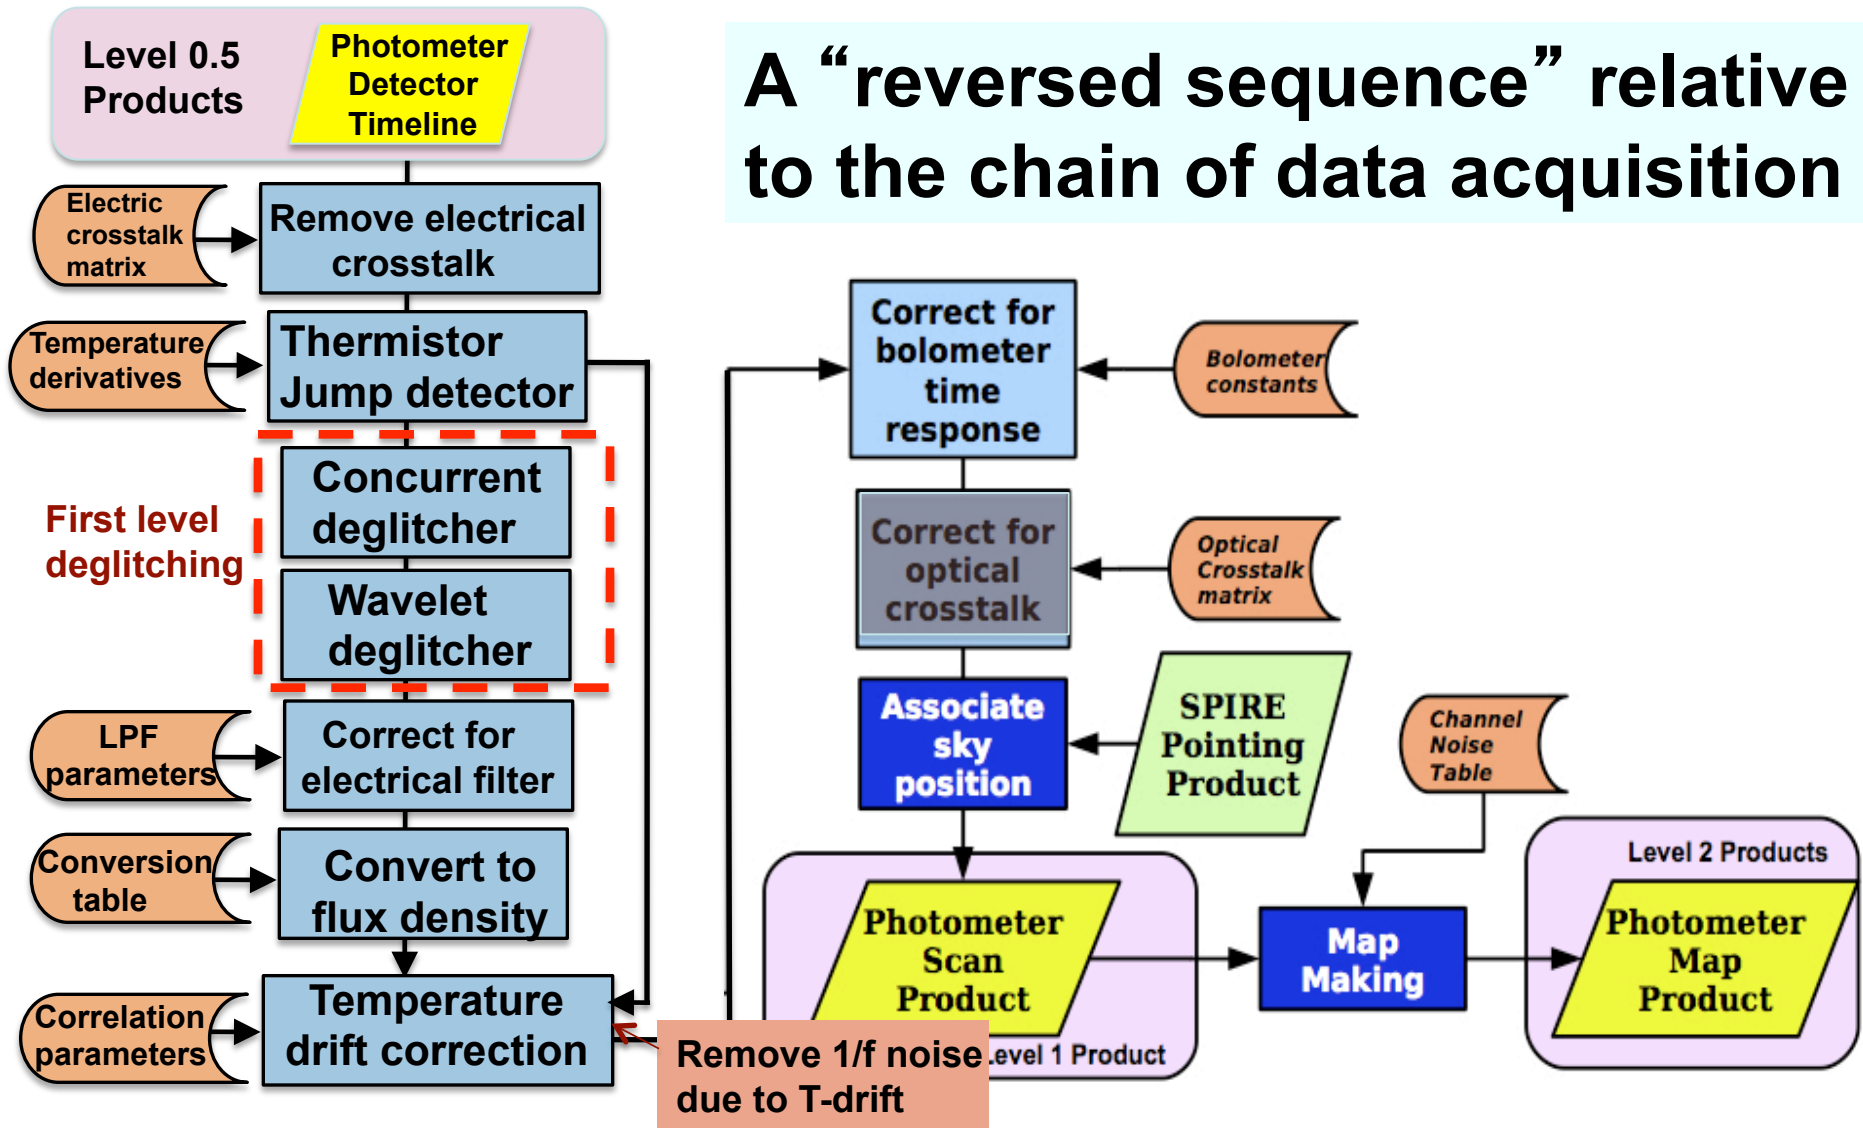 Level 0.5
Products
Photometer
Detector
Timeline
A “reversed sequence” relative
to the chain of data acquisition
Electric
crosstalk
matrix
Remove electrical
crosstalk
Temperature
derivatives
Thermistor
Jump detector
First level
deglitching
Concurrent
deglitcher
Wavelet
deglitcher
LPF
parameters
Correct for
electrical filter
Conversion
table
Convert to
flux density
Correlation
parameters
Temperature
drift correction
Remove 1/f noise
due to T-drift
Correct for
bolometer
time
response
Bolometer
constants
Correct for
optical
crosstalk
Optical
Crosstalk
matrix
Associate
sky
position
SPIRE
Pointing
Product
Channel
Noise
Table
Photometer
Scan
Product
Level 1 Product
Map
Making
Level 2 Products
Photometer
Map
Product